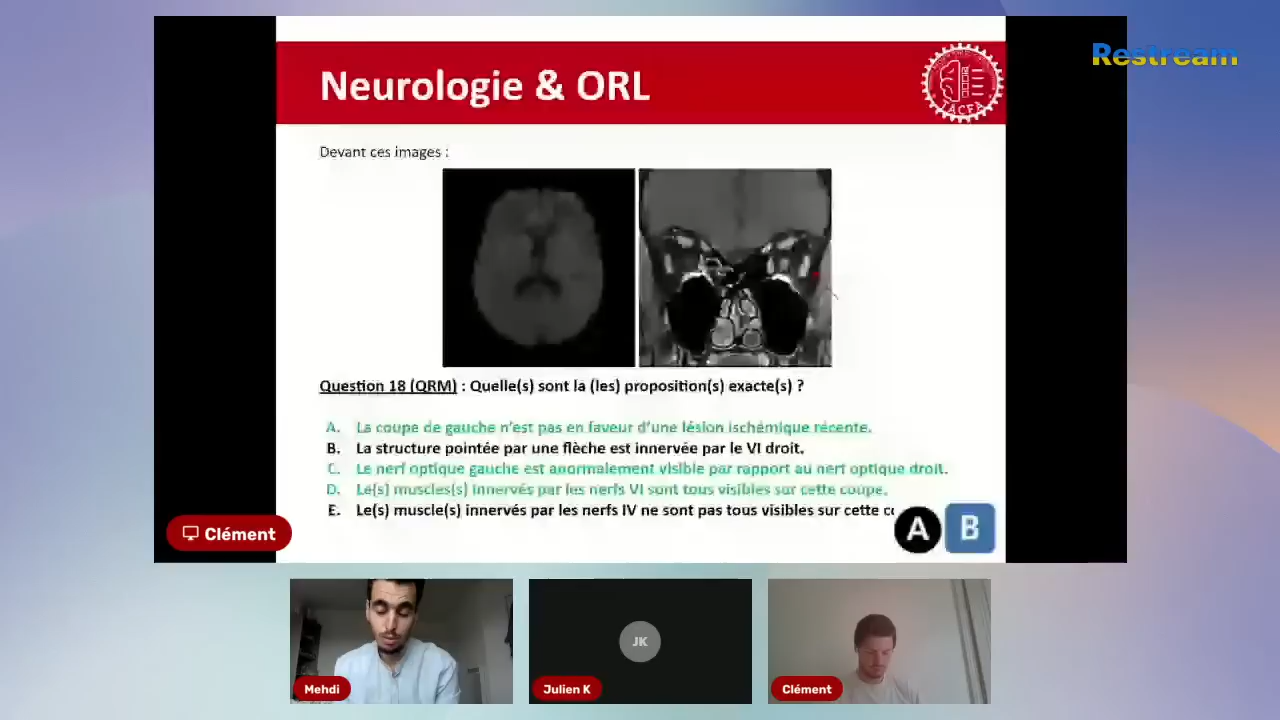 Restream
Neurologie & ORL
TACFA
Devant ces images :
Question 18 (QRM) : Quelle(s) sont la (les) proposition(s) exacte(s) ?
A. La coupe de gauche n'est pas en faveur d'une lésion ischémique récente.
B. La structure pointée par une flèche est innervée par le VI droit.
C. Le nerf optique gauche est anormalement visible par rapport au nerf optique droit.
D. Le(s) muscles(s) innervés par les nerfs VI sont tous visibles sur cette coupe.
E. Le(s) muscle(s) innervés par les nerfs IV ne sont pas tous visibles sur cette
A B
Clément
JK
Mehdi
Julien K
Clément